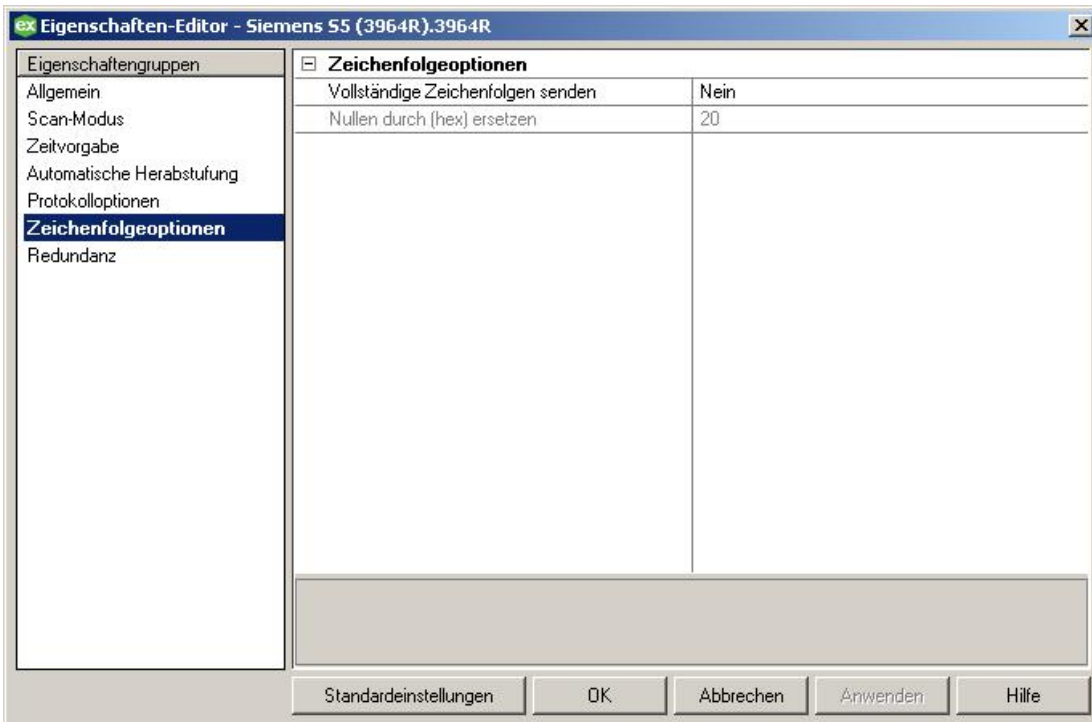 ex Eigenschaften-Editor - Siemens S5 (3964R).3964R
Eigenschaftengruppen
Allgemein
Scan-Modus
Zeitvorgabe
Automatische Herabstufung
Protokolloptionen
Zeichenfolgeoptionen
Redundanz
Zeichenfolgeoptionen
Vollständige Zeichenfolgen senden Nein
Nullen durch (hex) ersetzen 20
Standardeinstellungen OK Abbrechen Anwenden Hilfe